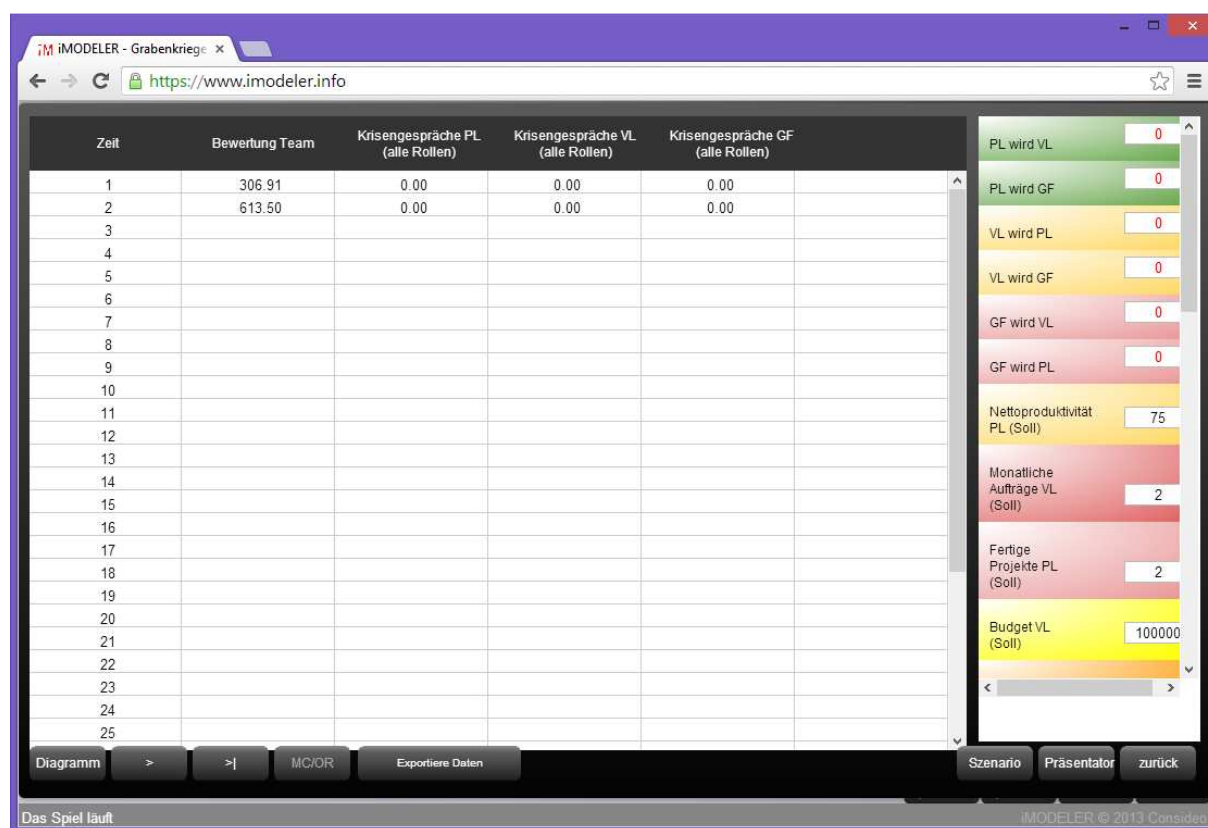 iM iMODELER - Grabenkriege
https://www.imodeler.info
Zeit Bewertung Team Krisengespräche PL (alle Rollen) Krisengespräche VL (alle Rollen) Krisengespräche GF (alle Rollen)
1 306.91 0.00 0.00 0.00
2 613.50 0.00 0.00 0.00
3
4
5
6
7
8
9
10
11
12
13
14
15
16
17
18
19
20
21
22
23
24
25
PL wird VL 0
PL wird GF 0
VL wird PL 0
VL wird GF 0
GF wird VL 0
GF wird PL 0
Nettoproduktivität
PL (Soll) 75
Monatliche
Aufträge VL 2
(Soll)
Fertige
Projekte PL 2
(Soll)
Budget VL
(Soll) 100000
Diagramm > >| MC/OR Exportiere Daten Szenario Präsentator zurück
Das Spiel läuft iMODELER © 2013 Consideo